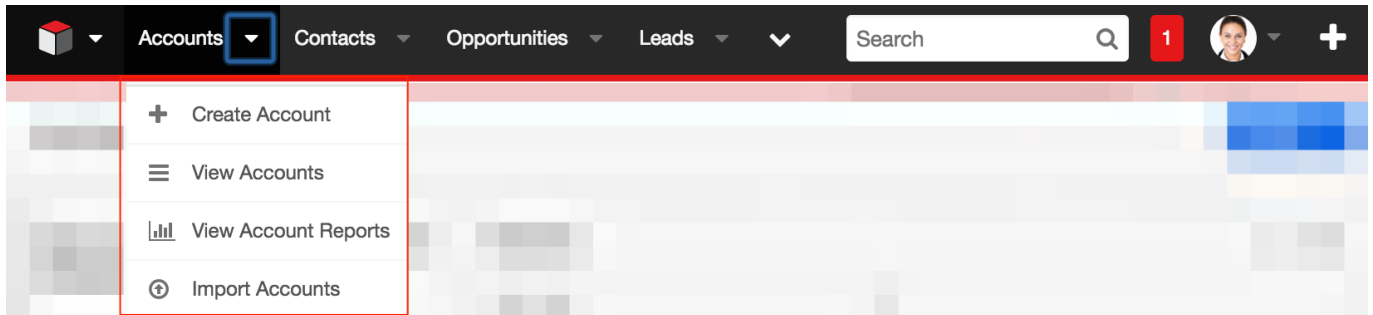 Accounts Contacts Opportunities Leads Search 1
Create Account
View Accounts
View Account Reports
Import Accounts